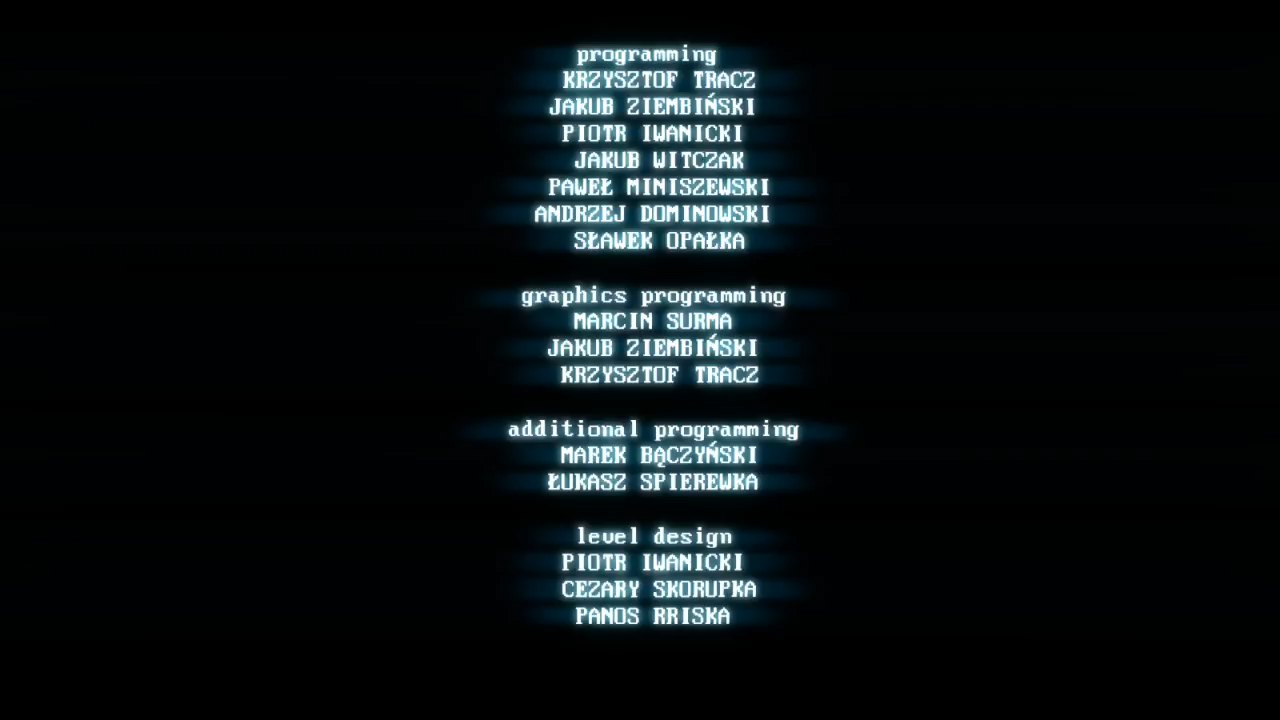 programming
KRZYSZTOF TRACZ
JAKUB ZIEMBIŃSKI
PIOTR IWANICKI
JAKUB WITCZAK
PAWEŁ MINISZEWSKI
ANDRZEJ DOMINOWSKI
SŁAWEK OPAŁKA
graphics programming
MARCIN SURMA
JAKUB ZIEMBIŃSKI
KRZYSZTOF TRACZ
additional programming
MAREK BĄCZYŃSKI
ŁUKASZ SPIEREWKA
level design
PIOTR IWANICKI
CEZARY SKORUPKA
PANOS RRISKA